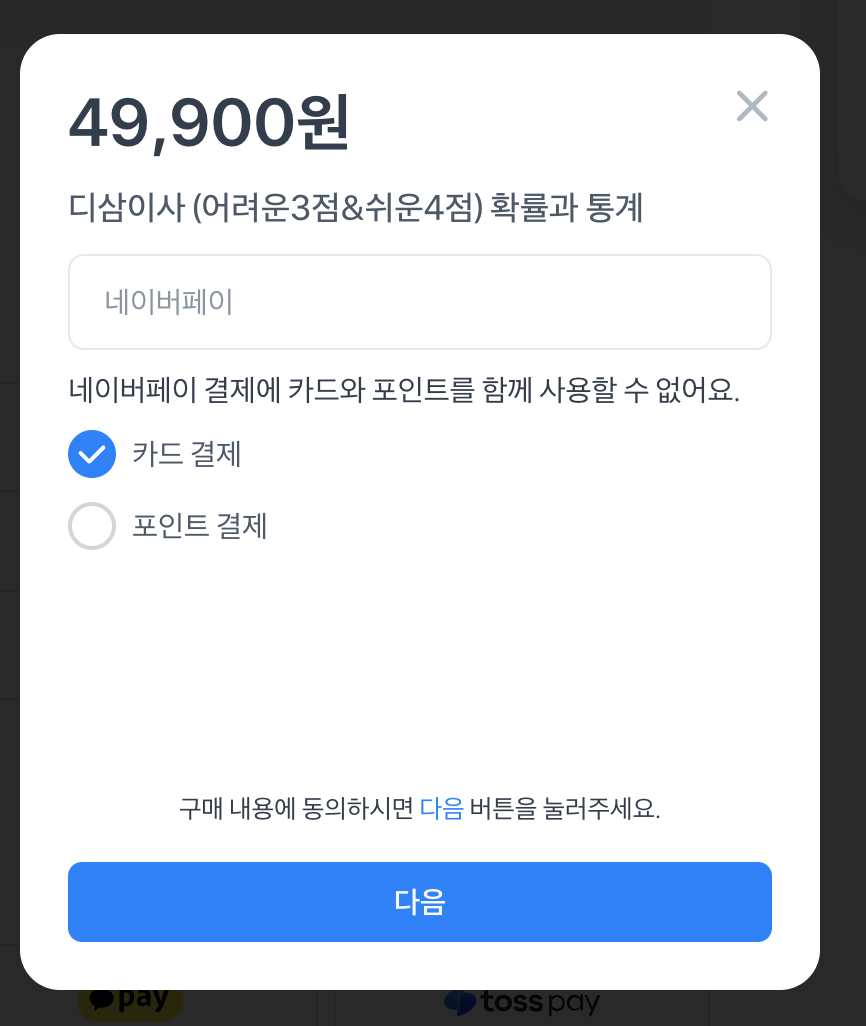 49,900원
디삼이사 (어려운3점&쉬운4점) 확률과 통계
네이버페이
네이버페이 결제에 카드와 포인트를 함께 사용할 수 없어요.
카드 결제
포인트 결제
구매 내용에 동의하시면 다음 버튼을 눌러주세요.
다음
pay
toss pay